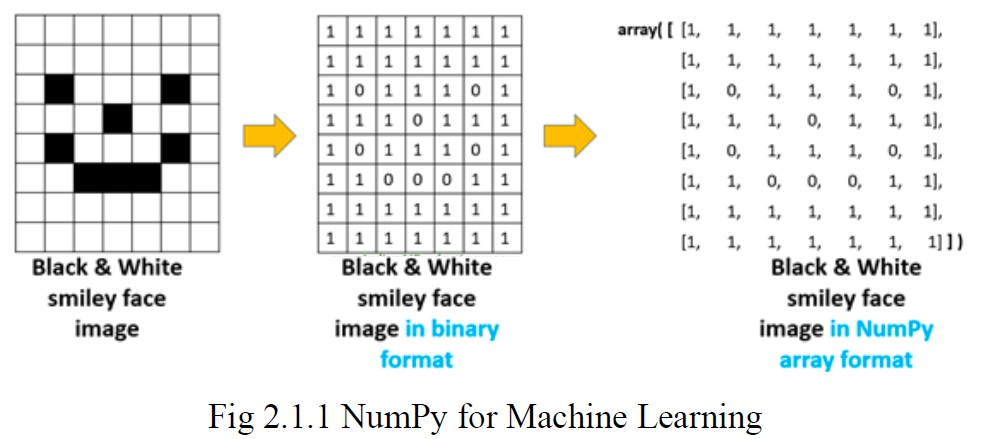 1 1 1 1 1 1 1
1 1 1 1 1 1 1
1 0 1 1 1 0 1
1 1 1 0 1 1 1
1 0 1 1 1 0 1
1 1 0 0 0 1 1
1 1 1 1 1 1 1
1 1 1 1 1 1 1
array( [ [1, 1, 1, 1, 1, 1, 1],
[1, 1, 1, 1, 1, 1, 1],
[1, 0, 1, 1, 1, 0, 1],
[1, 1, 1, 0, 1, 1, 1],
[1, 0, 1, 1, 1, 0, 1],
[1, 1, 0, 0, 0, 1, 1],
[1, 1, 1, 1, 1, 1, 1],
[1, 1, 1, 1, 1, 1, 1] ] )
Black & White
smiley face
image
Black & White
smiley face
image in binary
format
Black & White
smiley face
image in NumPy
array format
Fig 2.1.1 NumPy for Machine Learning